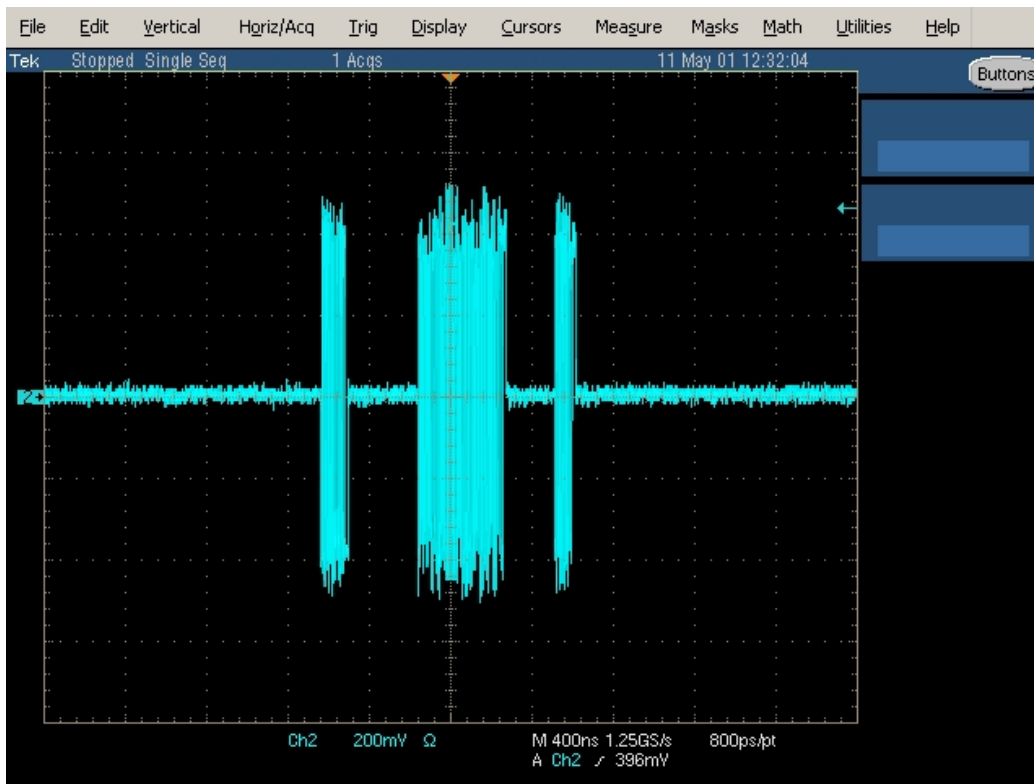 File Edit Vertical Horiz/Acq Trig Display Cursors Measure Masks Math Utilities Help
Tek Stopped Single Seq 1 Acqs 11 May 01 12:32:04
Buttons
2
Ch2 200mV Ω M 400ns 1.25GS/s 800ps/pt
A Ch2 ∕ 396mV